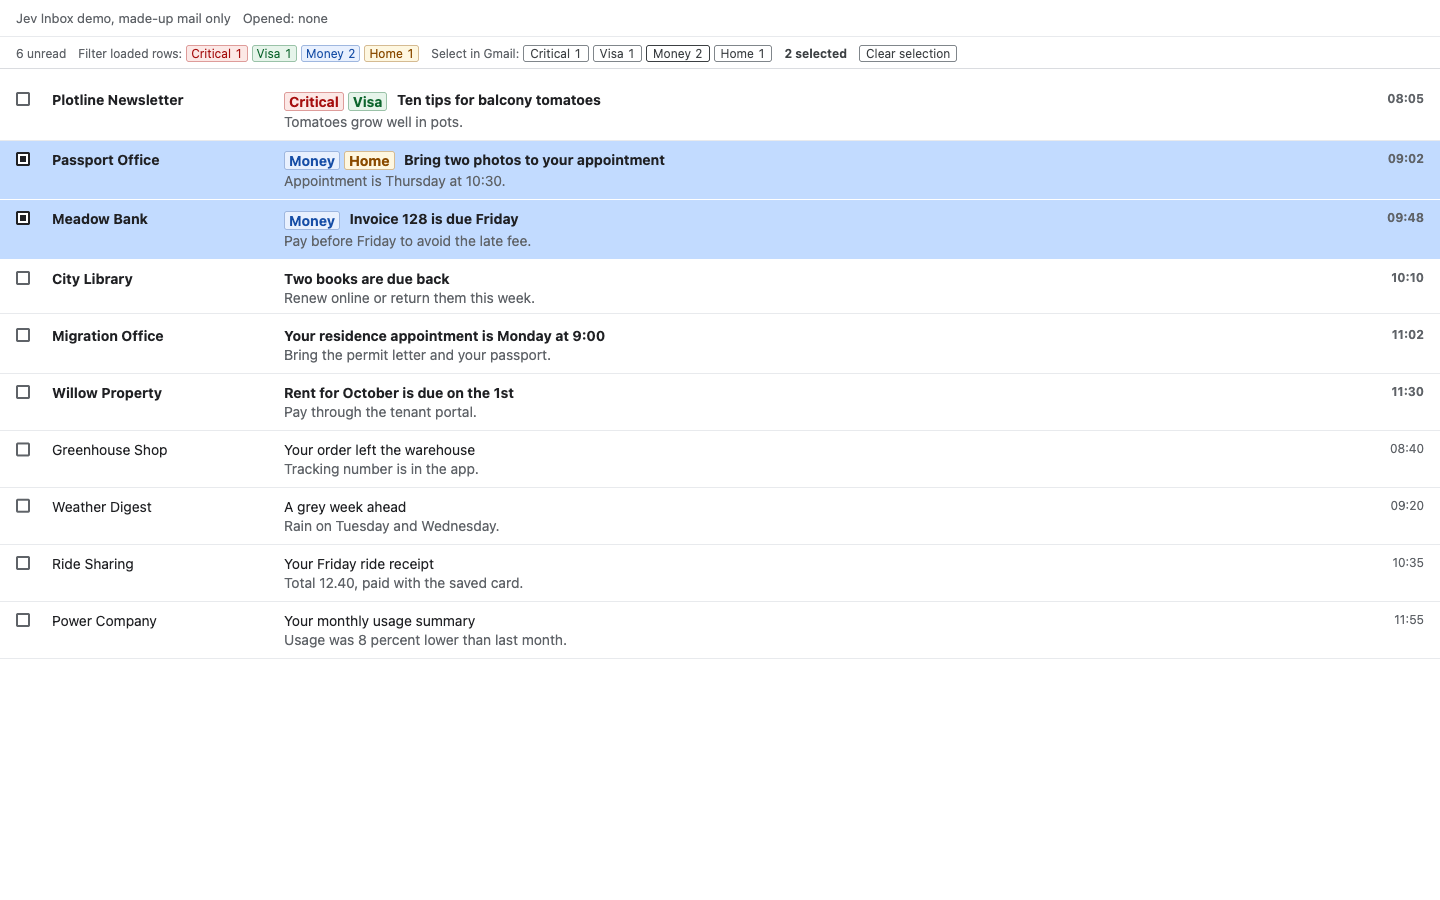 Jev Inbox demo, made-up mail only Opened: none
6 unread Filter loaded rows: Critical 1 Visa 1 Money 2 Home 1 Select in Gmail: Critical 1 Visa 1 Money 2 Home 1 2 selected Clear selection
Plotline Newsletter Critical Visa Ten tips for balcony tomatoes 08:05
Tomatoes grow well in pots.
Passport Office Money Home Bring two photos to your appointment 09:02
Appointment is Thursday at 10:30.
Meadow Bank Money Invoice 128 is due Friday 09:48
Pay before Friday to avoid the late fee.
City Library Two books are due back 10:10
Renew online or return them this week.
Migration Office Your residence appointment is Monday at 9:00 11:02
Bring the permit letter and your passport.
Willow Property Rent for October is due on the 1st 11:30
Pay through the tenant portal.
Greenhouse Shop Your order left the warehouse 08:40
Tracking number is in the app.
Weather Digest A grey week ahead 09:20
Rain on Tuesday and Wednesday.
Ride Sharing Your Friday ride receipt 10:35
Total 12.40, paid with the saved card.
Power Company Your monthly usage summary 11:55
Usage was 8 percent lower than last month.